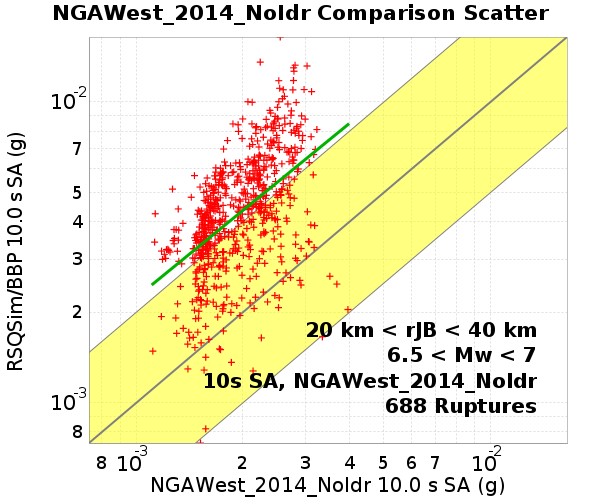 NGAWest_2014_NoIdr Comparison Scatter
RSQSim/BBP 10.0 s SA (g)
10-2
7
5
4
3
2
10-3
8
20 km < rJB < 40 km
6.5 < Mw < 7
10s SA, NGAWest_2014_NoIdr
688 Ruptures
8 10-3 2 3 4 5 6 7 10-2
NGAWest_2014_NoIdr 10.0 s SA (g)